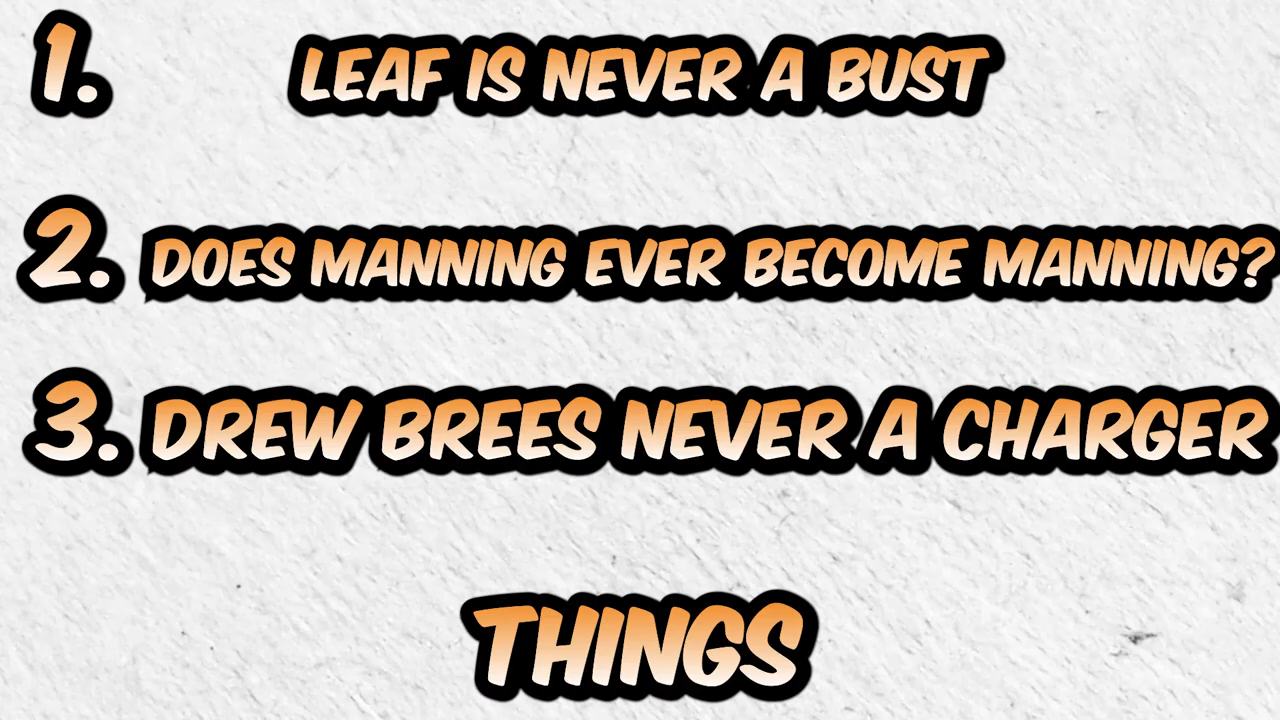 1. LEAF IS NEVER A BUST
2. DOES MANNING EVER BECOME MANNING?
3. DREW BREES NEVER A CHARGER
THINGS